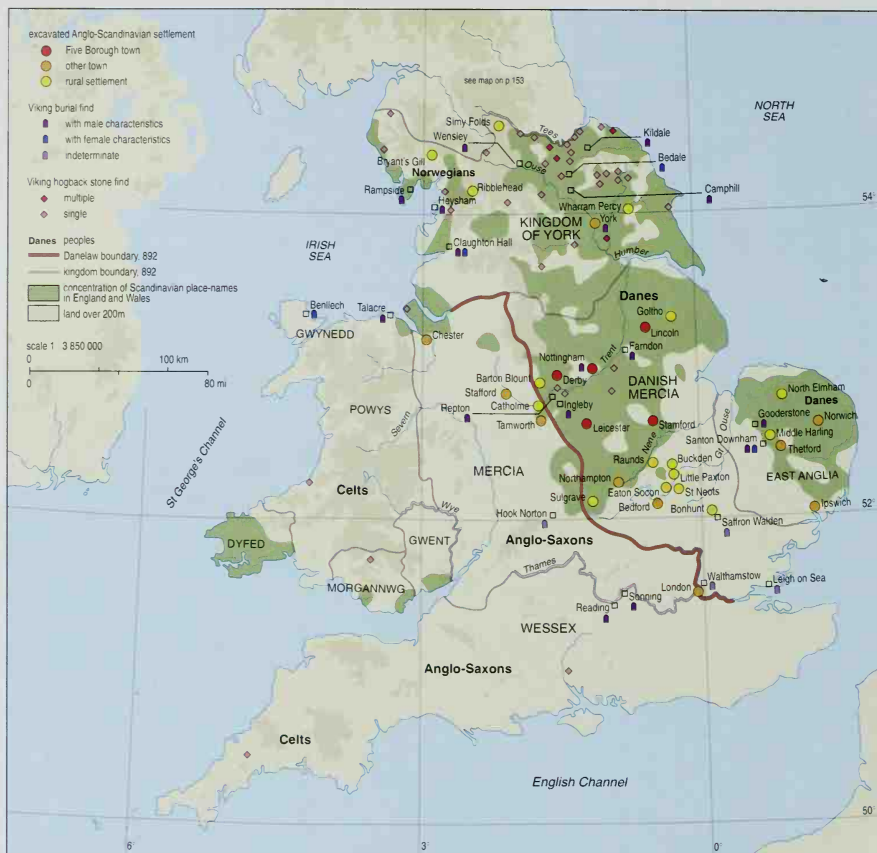 excavated Anglo-Scandinavian settlement
Five Borough town
other town
rural settlement
Viking burial find
with male characteristics
with female characteristics
indeterminate
Viking hogback stone find
multiple
single
Danes peoples
Danelaw boundary, 892
kingdom boundary, 892
concentration of Scandinavian place-names
in England and Wales
land over 200m
scale 1 : 3 850 000
0 100 km
0 80 mi
see map on p 153
NORTH
SEA
Simy Folds
Tees
Kildale
Wensley
Ouse
Bedale
Bryant's Gill
Norwegians
Ribblehead
Camphill
Rampside
Heysham
Wharram Percy
54°
KINGDOM
OF YORK
York
IRISH
SEA
Claughton Hall
Humber
Danes
Benllech
Talacre
Goltho
GWYNEDD
Lincoln
Chester
Trent
Farndon
Nottingham
Barton Blount
Derby
DANISH
MERCIA
North Elmham
Stafford
Catholme
Ingleby
Danes
POWYS
Severn
Repton
Tamworth
Leicester
Stamford
Gt Ouse
Gooderstone
Norwich
Middle Harling
Santon Downham
Thetford
Nene
Raunds
Buckden
Little Paxton
EAST ANGLIA
MERCIA
Northampton
Eaton Socon
St Neots
St George's Channel
Celts
Sulgrave
Bedford
Bonhunt
Ipswich
52°
Wye
Hook Norton
Saffron Walden
DYFED
GWENT
Anglo-Saxons
MORGANNWG
Thames
London
Walthamstow
Leigh on Sea
Reading
Sonning
WESSEX
Anglo-Saxons
Celts
English Channel
50°
6°
3°
0°